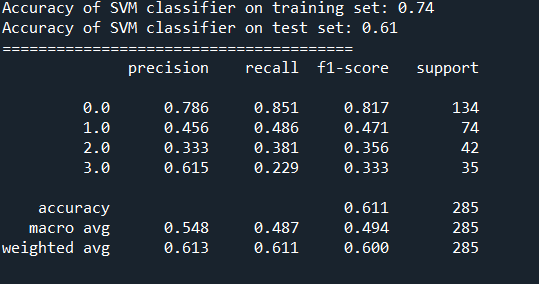 Accuracy of SVM classifier on training set: 0.74
Accuracy of SVM classifier on test set: 0.61
=======================================
precision recall f1-score support
0.0 0.786 0.851 0.817 134
1.0 0.456 0.486 0.471 74
2.0 0.333 0.381 0.356 42
3.0 0.615 0.229 0.333 35
accuracy 0.611 285
macro avg 0.548 0.487 0.494 285
weighted avg 0.613 0.611 0.600 285